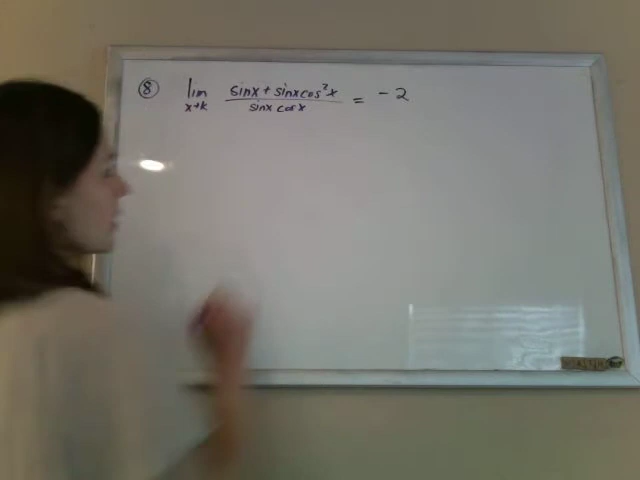 ⑧ lim x→k (sinx + sinxcos²x)/(sinx cosx) = -2